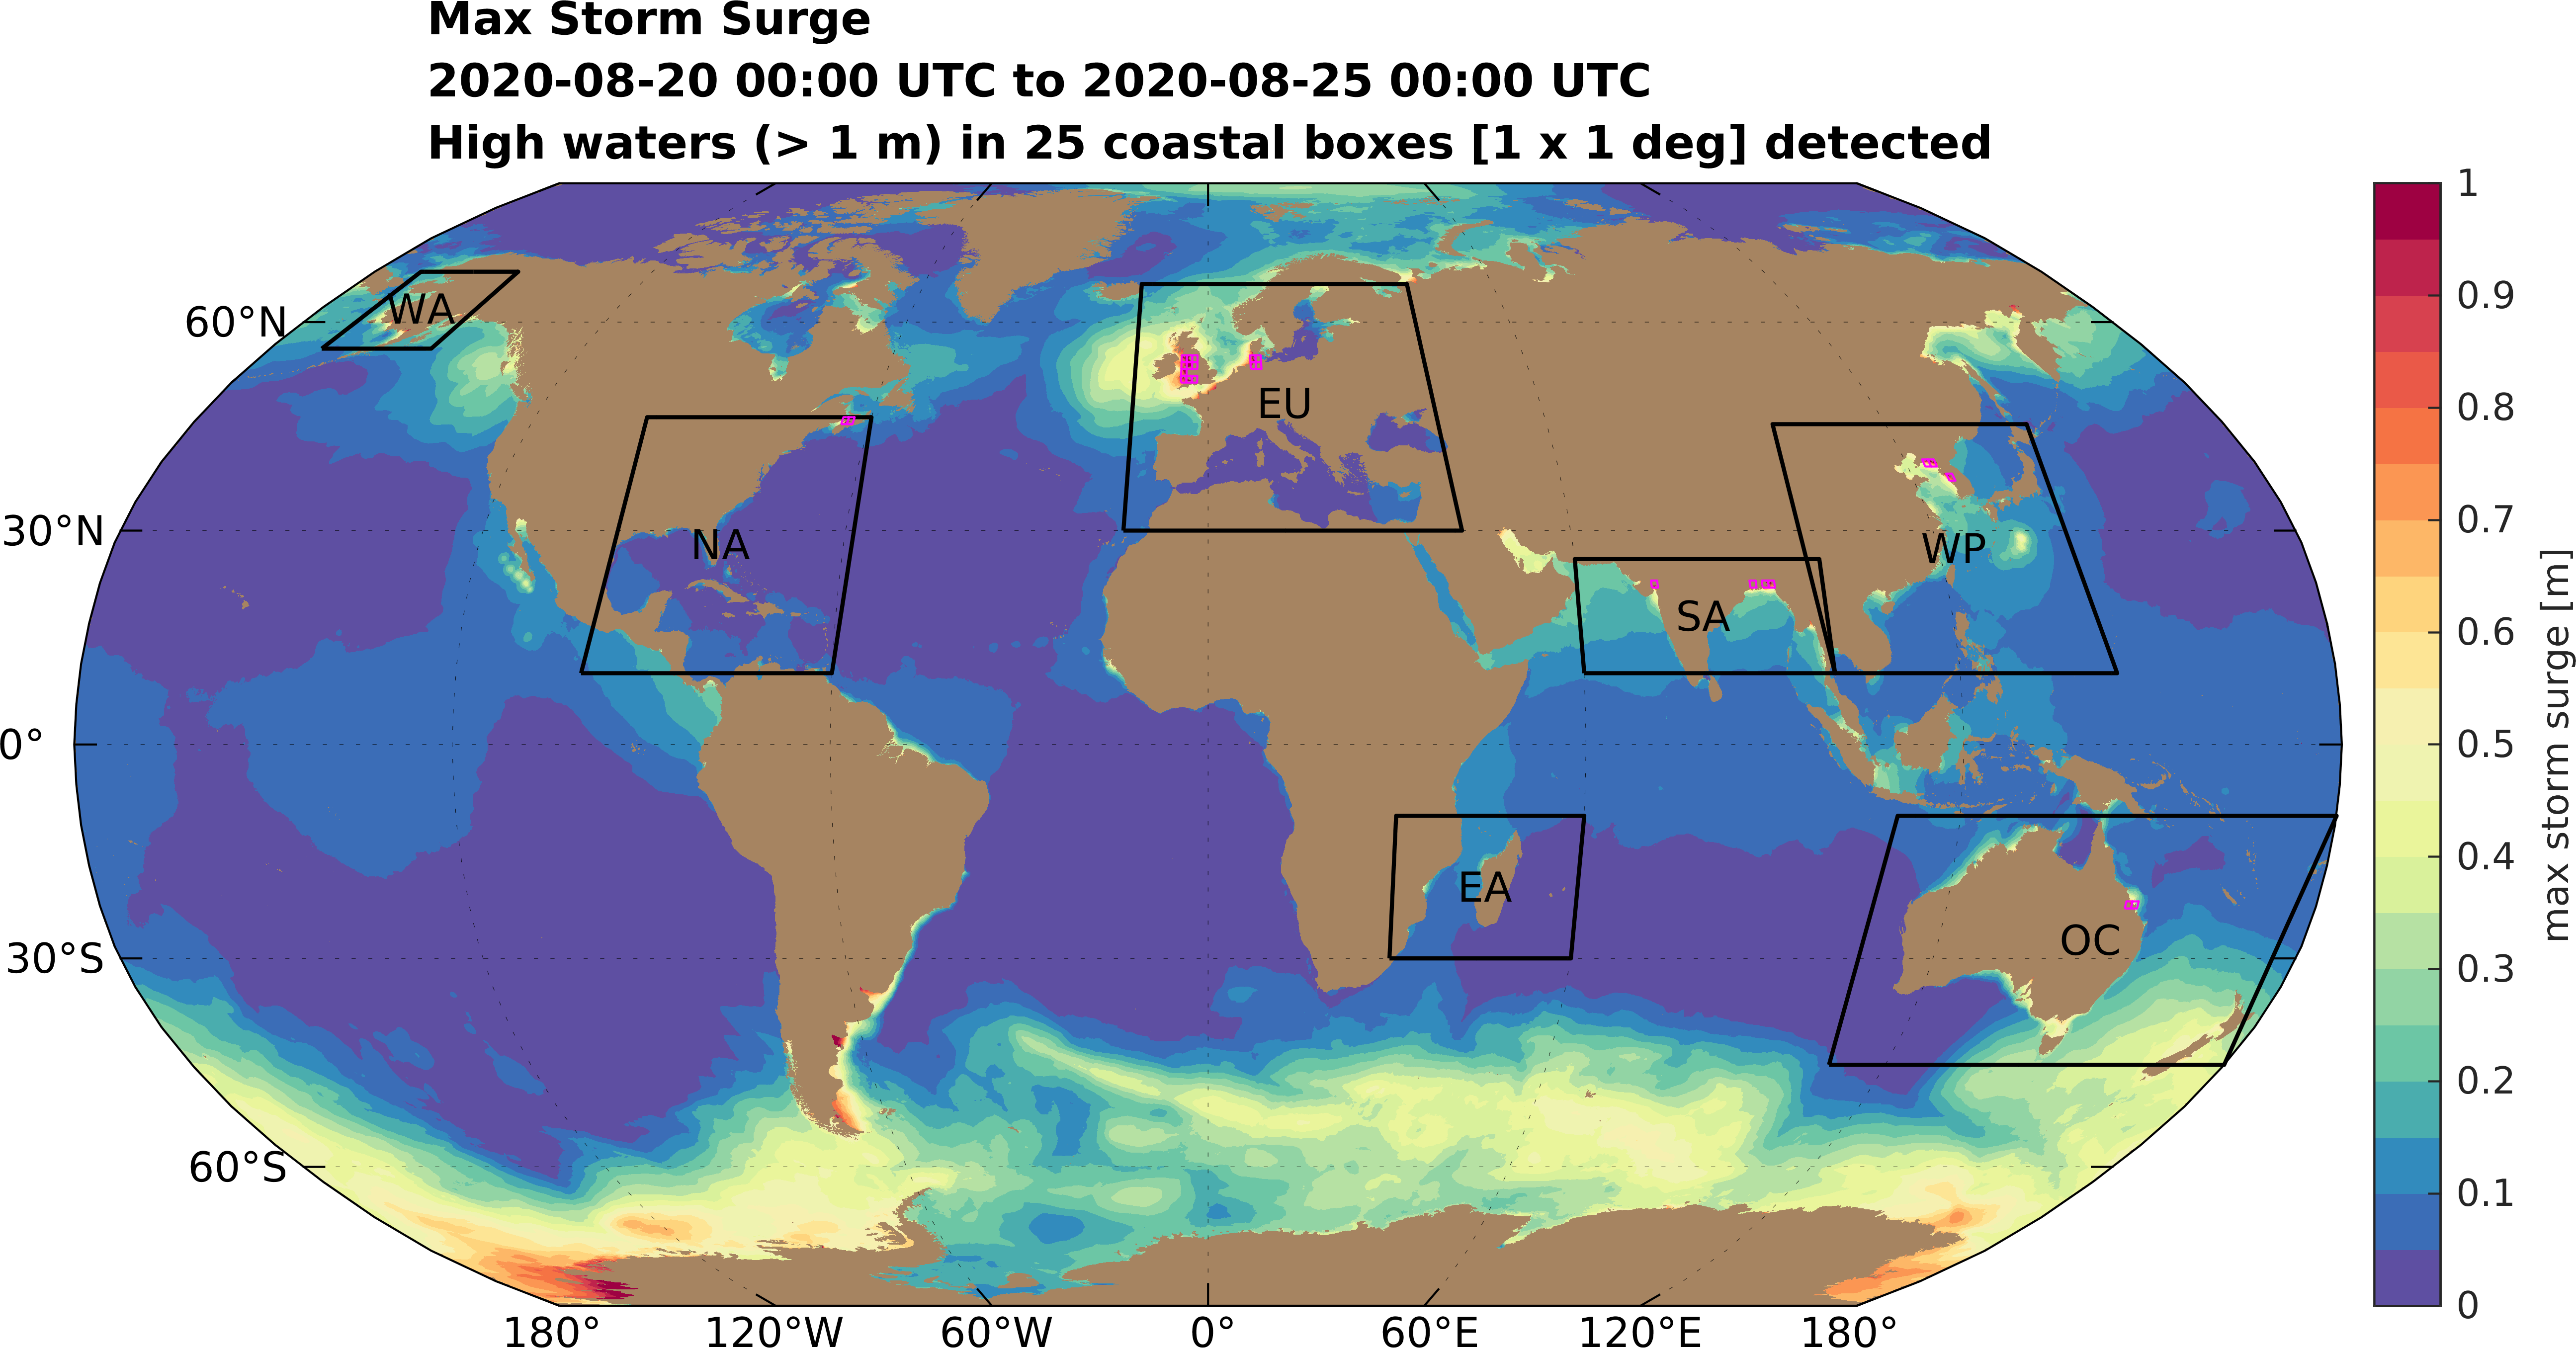 Max Storm Surge
2020-08-20 00:00 UTC to 2020-08-25 00:00 UTC
High waters (> 1 m) in 25 coastal boxes [1 x 1 deg] detected
60°N
30°N
0°
30°S
60°S
WA
NA
EU
SA
WP
EA
OC
180°
120°W
60°W
0°
60°E
120°E
180°
1
0.9
0.8
0.7
0.6
0.5
0.4
0.3
0.2
0.1
0
max storm surge [m]